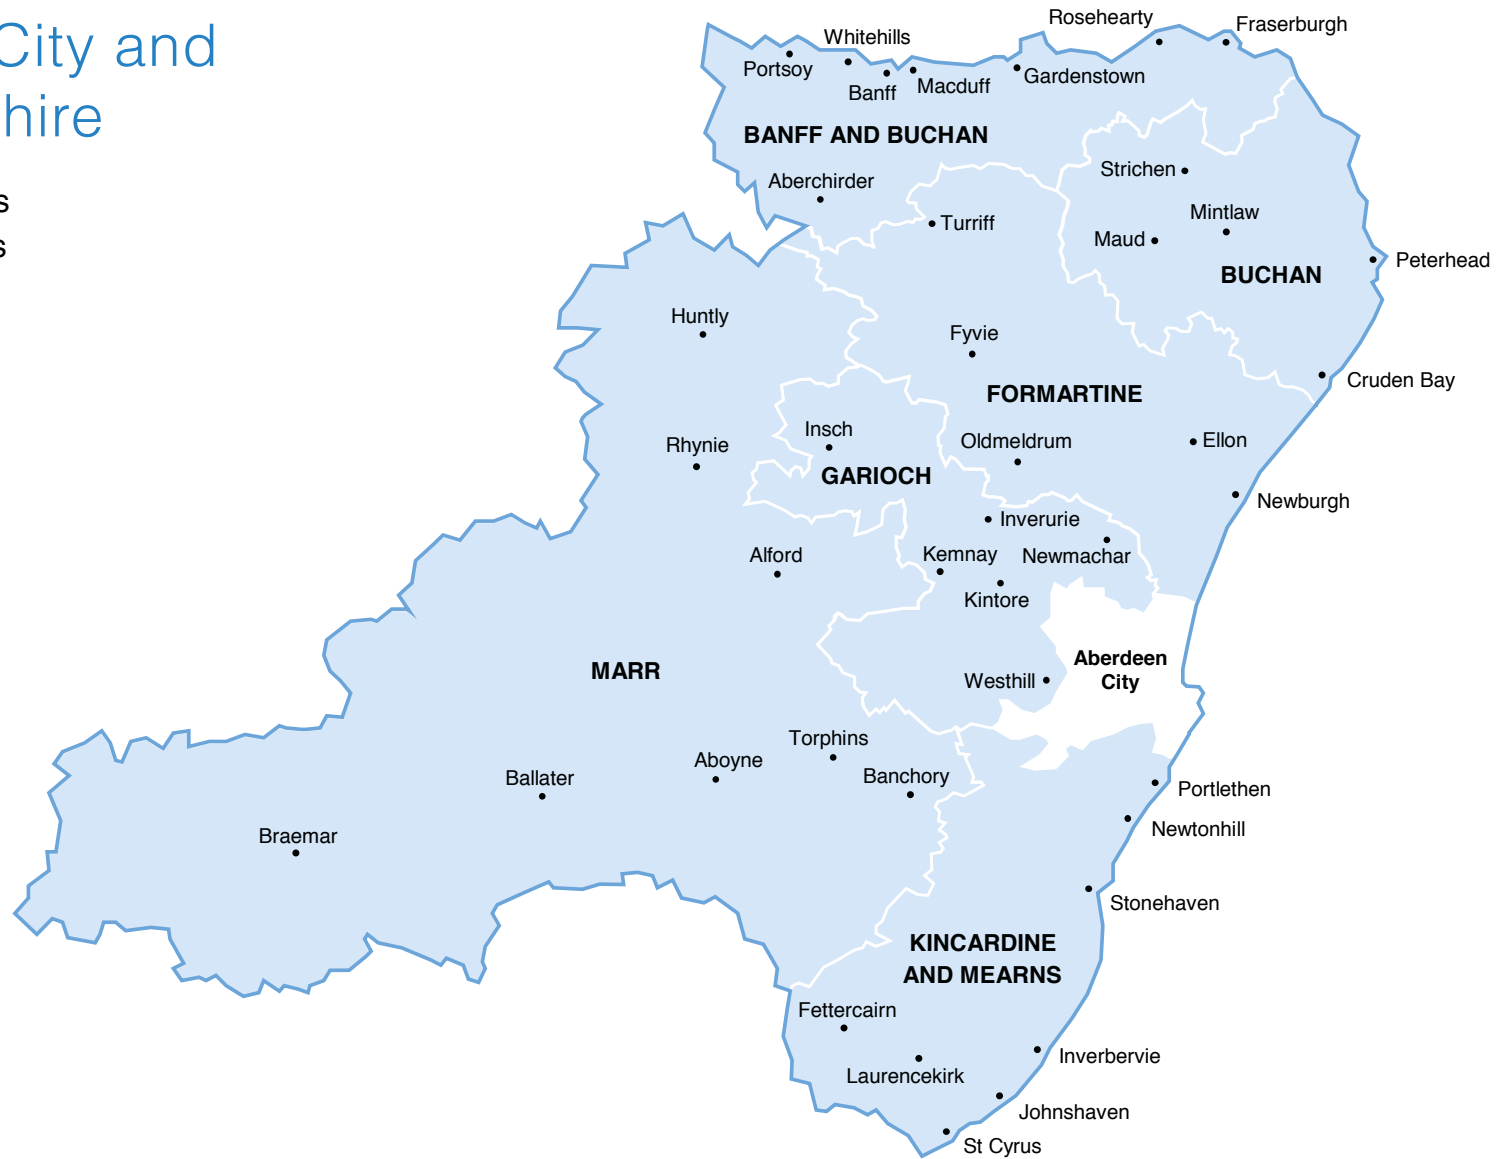 City and
hire
s
s
Rosehearty
Fraserburgh
Whitehills
Portsoy
Banff
Macduff
Gardenstown
BANFF AND BUCHAN
Aberchirder
Strichen
Turriff
Mintlaw
Maud
Peterhead
BUCHAN
Huntly
Fyvie
Cruden Bay
FORMARTINE
Insch
Rhynie
Oldmeldrum
Ellon
GARIOCH
Newburgh
Inverurie
Alford
Kemnay
Newmachar
Kintore
MARR
Aberdeen
City
Westhill
Torphins
Aboyne
Banchory
Ballater
Portlethen
Newtonhill
Braemar
Stonehaven
KINCARDINE
AND MEARNS
Fettercairn
Inverbervie
Laurencekirk
Johnshaven
St Cyrus